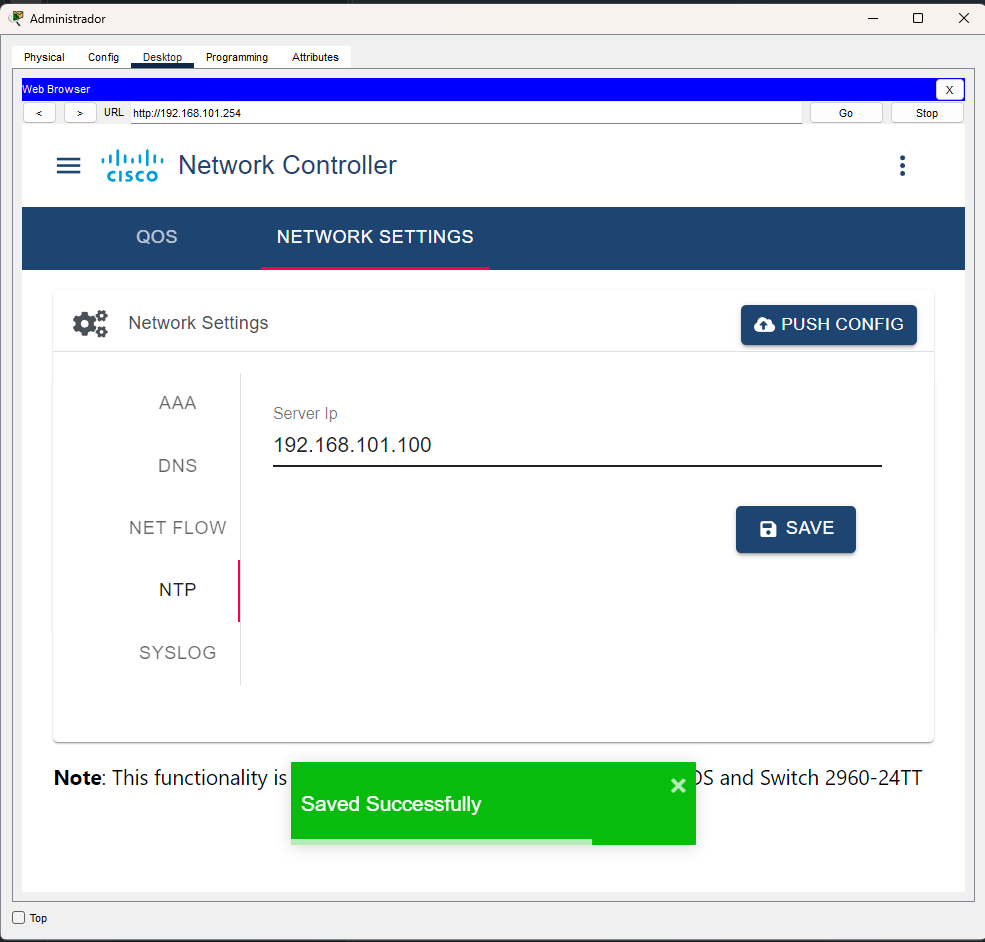 Administrador
Physical Config Desktop Programming Attributes
Web Browser X
< > URL http://192.168.101.254 Go Stop
CISCO Network Controller
QOS NETWORK SETTINGS
Network Settings PUSH CONFIG
AAA
Server Ip
192.168.101.100
DNS
NET FLOW
SAVE
NTP
SYSLOG
Note: This functionality is OS and Switch 2960-24TT
Saved Successfully
Top